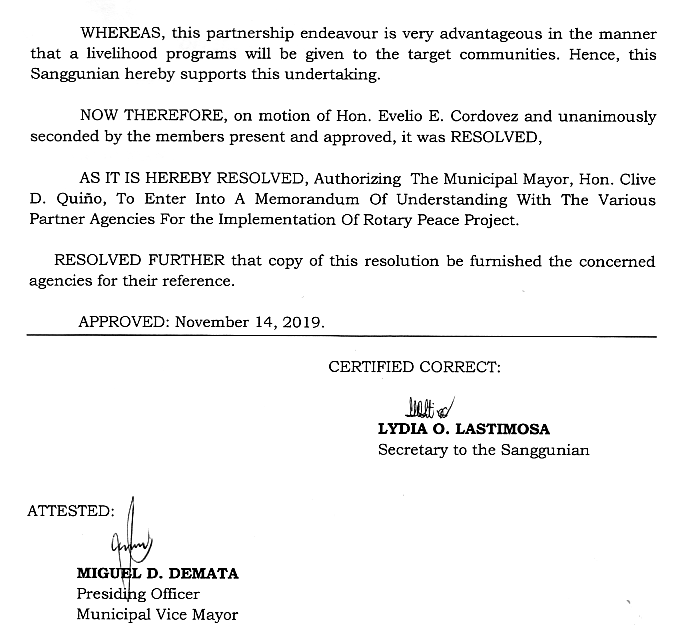 WHEREAS, this partnership endeavour is very advantageous in the manner
that a livelihood programs will be given to the target communities. Hence, this
Sanggunian hereby supports this undertaking.
NOW THEREFORE, on motion of Hon. Evelio E. Cordovez and unanimously
seconded by the members present and approved, it was RESOLVED,
AS IT IS HEREBY RESOLVED, Authorizing The Municipal Mayor, Hon. Clive
D. Quiño, To Enter Into A Memorandum Of Understanding With The Various
Partner Agencies For the Implementation Of Rotary Peace Project.
RESOLVED FURTHER that copy of this resolution be furnished the concerned
agencies for their reference.
APPROVED: November 14, 2019.
CERTIFIED CORRECT:
LYDIA O. LASTIMOSA
Secretary to the Sanggunian
ATTESTED:
MIGUEL D. DEMATA
Presiding Officer
Municipal Vice Mayor